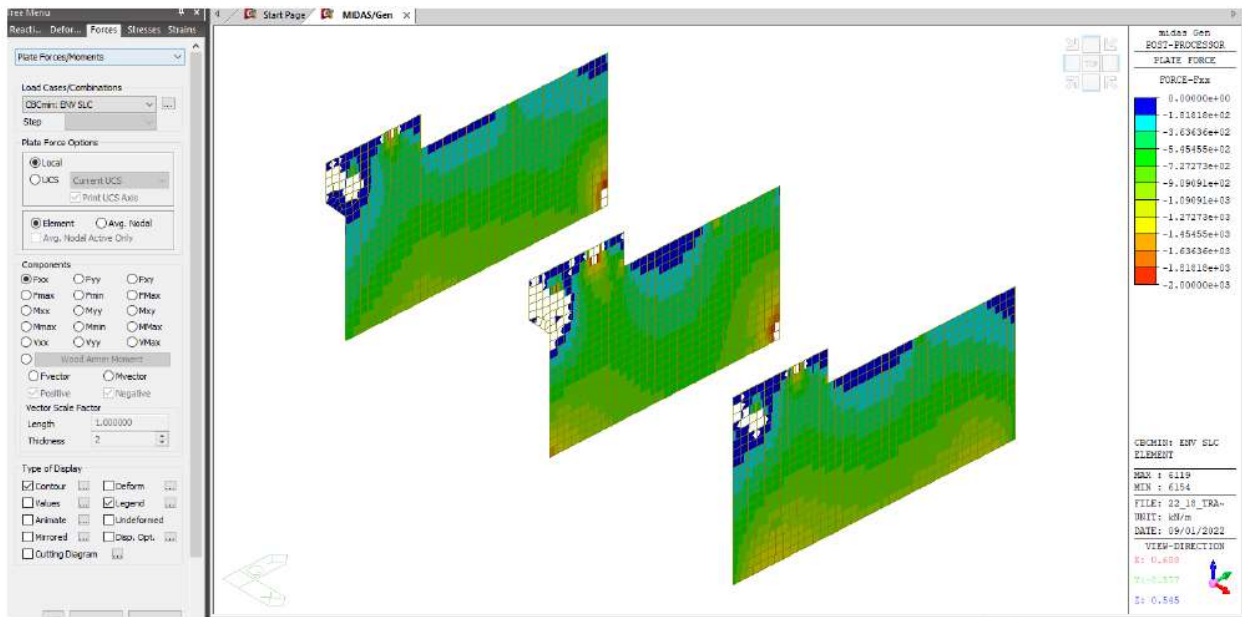 Tree Menu
Reacti... Defor... Forces Stresses Strains
Plate Forces/Moments
Load Cases/Combinations
CBCmin: ENV SLC
...
Step
Plate Force Options
Local
UCS Current UCS
Print UCS Axis
Element Avg. Nodal
Avg. Nodal Active Only
Components
Fxx Fyy Fxy
Fmax Fmin FMax
Mxx Myy Mxy
Mmax Mmin MMax
Vxx Vyy VMax
Wood Armer Moment
Fvector Mvector
Positive Negative
Vector Scale Factor
Length 1.000000
Thickness 2
Type of Display
Contour ... Deform ...
Values ... Legend ...
Animate ... Undeformed
Mirrored ... Disp. Opt. ...
Cutting Diagram ...
Start Page MIDAS/Gen
TOP
midas Gen
POST-PROCESSOR
PLATE FORCE
FORCE-Fxx
0.00000e+00
-1.81818e+02
-3.63636e+02
-5.45455e+02
-7.27273e+02
-9.09091e+02
-1.09091e+03
-1.27273e+03
-1.45455e+03
-1.63636e+03
-1.81818e+03
-2.00000e+03
CBCMIN: ENV SLC
ELEMENT
MAX : 6119
MIN : 6154
FILE: 22_18_TRA~
UNIT: kN/m
DATE: 09/01/2022
VIEW-DIRECTION
X: 0.600
Y:-0.577
Z: 0.545